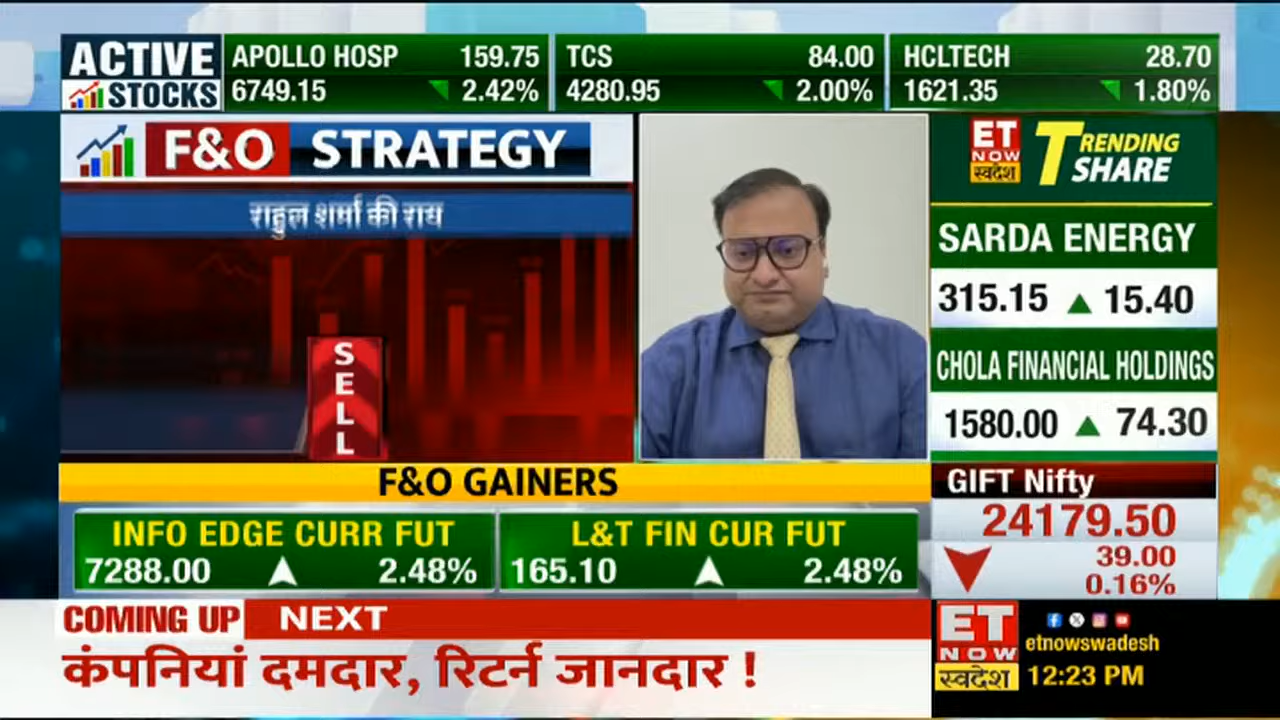 ACTIVE STOCKS
APOLLO HOSP 159.75
6749.15 2.42%
TCS 84.00
4280.95 2.00%
HCLTECH 28.70
1621.35 1.80%
F&O STRATEGY
राहुल शर्मा की राय
SELL
ET NOW स्वदेश
TRENDING SHARE
SARDA ENERGY
315.15 15.40
CHOLA FINANCIAL HOLDINGS
1580.00 74.30
F&O GAINERS
INFO EDGE CURR FUT
7288.00 2.48%
L&T FIN CUR FUT
165.10 2.48%
GIFT Nifty
24179.50
39.00
0.16%
COMING UP NEXT
कंपनियां दमदार, रिटर्न जानदार !
ET NOW स्वदेश
etnowswadesh
12:23 PM